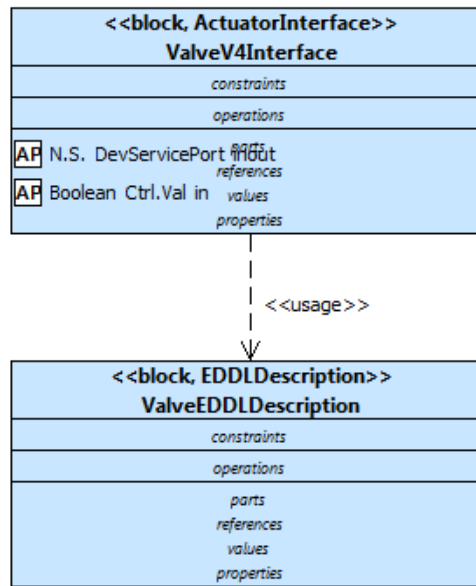 <<block, ActuatorInterface>>
ValveV4Interface
constraints
operations
parts
AP N.S. DevServicePort inout
references
AP Boolean Ctrl.Val in
values
properties
<<usage>>
<<block, EDDLDescription>>
ValveEDDLDescription
constraints
operations
parts
references
values
properties